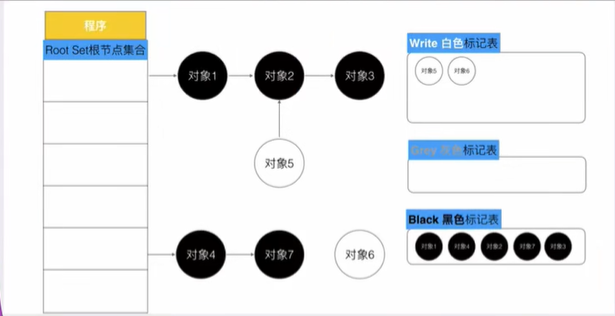 程序
Root Set根节点集合
对象1
对象2
对象3
对象5
对象4
对象7
对象6
Write 白色标记表
对象5
对象6
Grey 灰色标记表
Black 黑色标记表
对象1
对象4
对象2
对象7
对象3